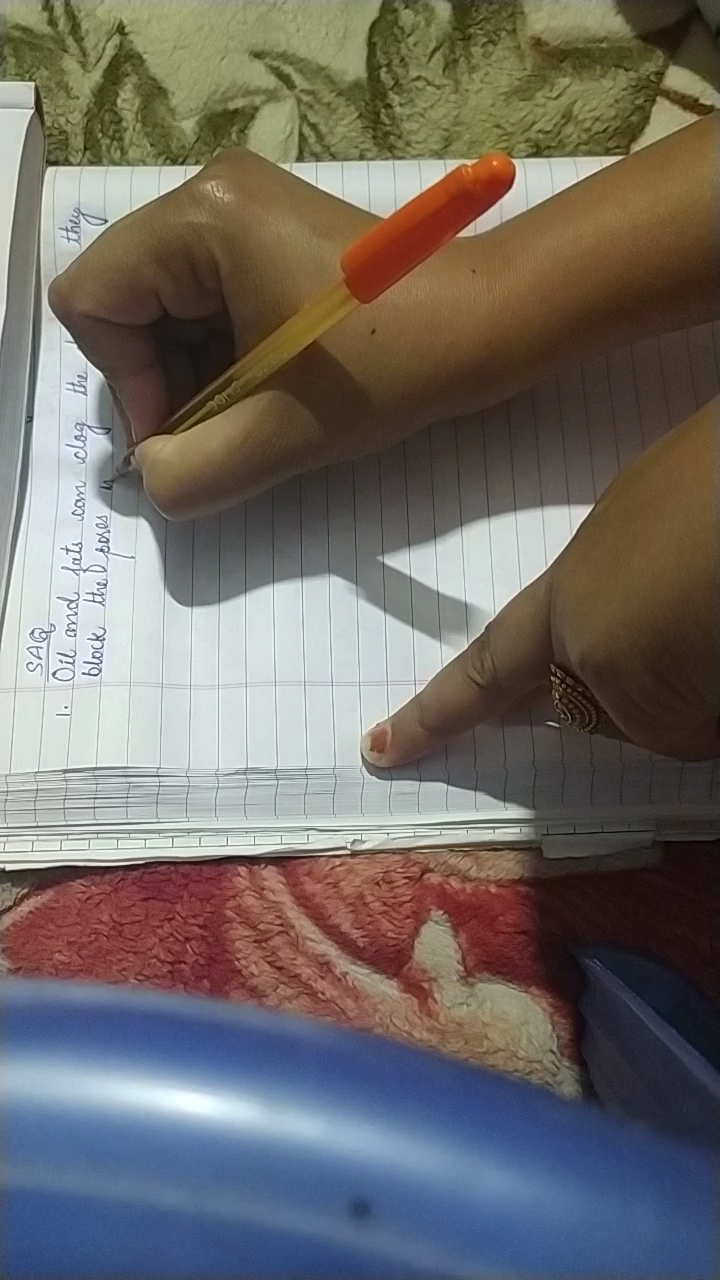 SAQ
1. Oil and fats can clog the they
block the pores